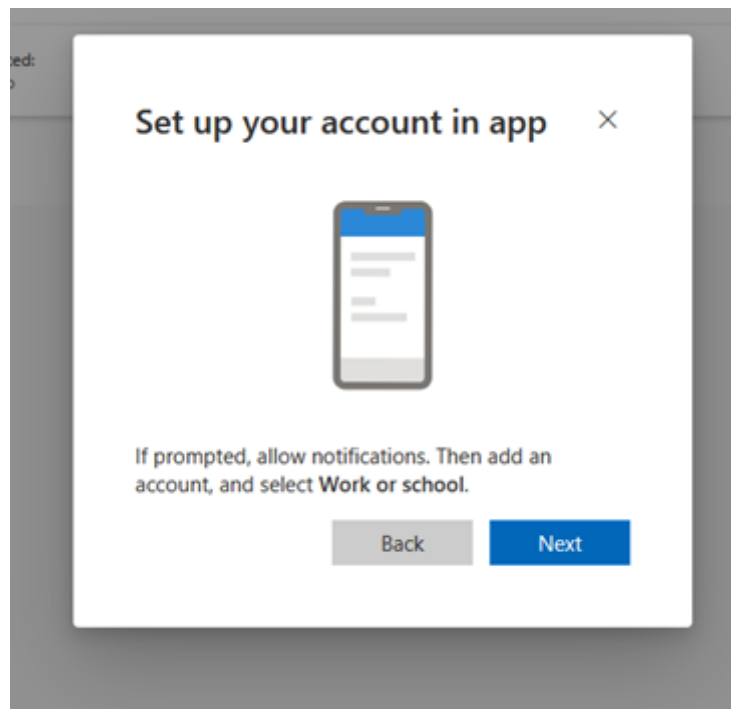 Set up your account in app
If prompted, allow notifications. Then add an
account, and select Work or school.
Back
Next